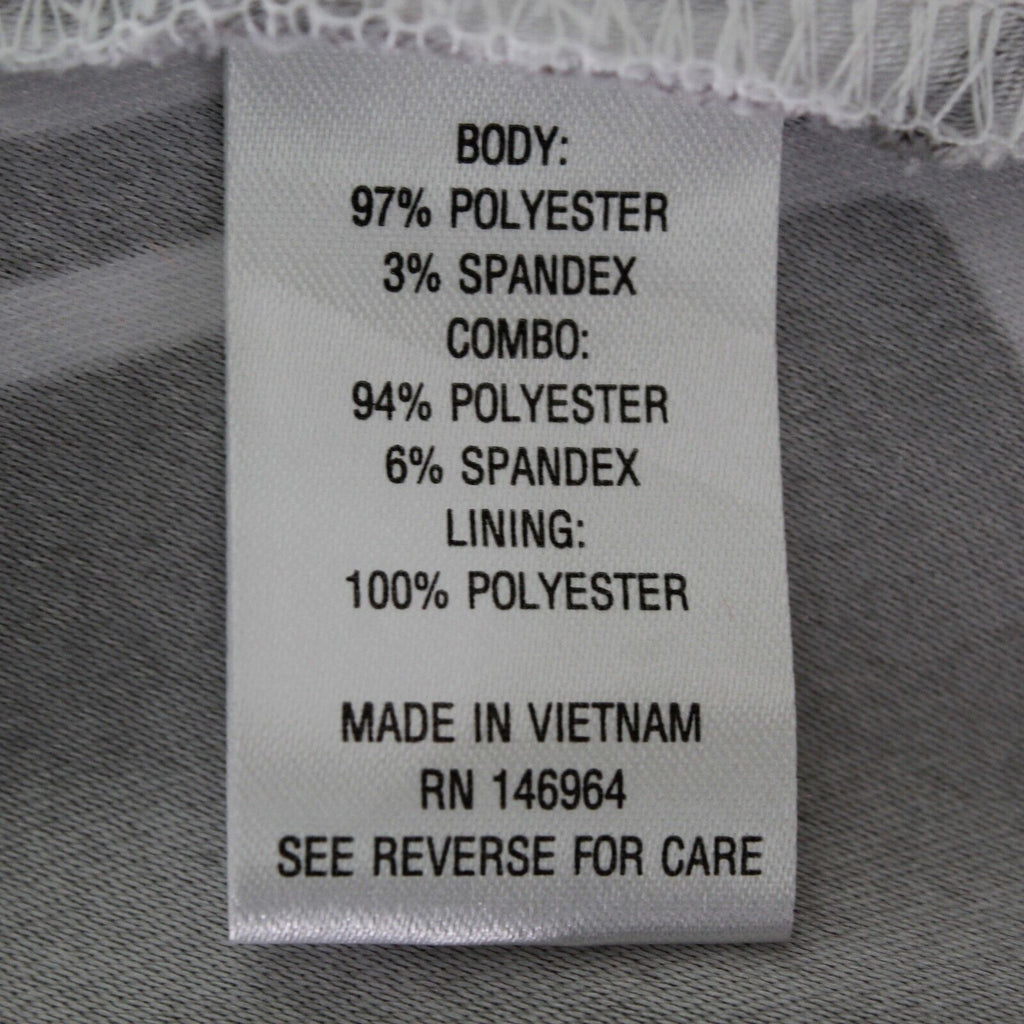 BODY:
97% POLYESTER
3% SPANDEX
COMBO:
94% POLYESTER
6% SPANDEX
LINING:
100% POLYESTER
MADE IN VIETNAM
RN 146964
SEE REVERSE FOR CARE